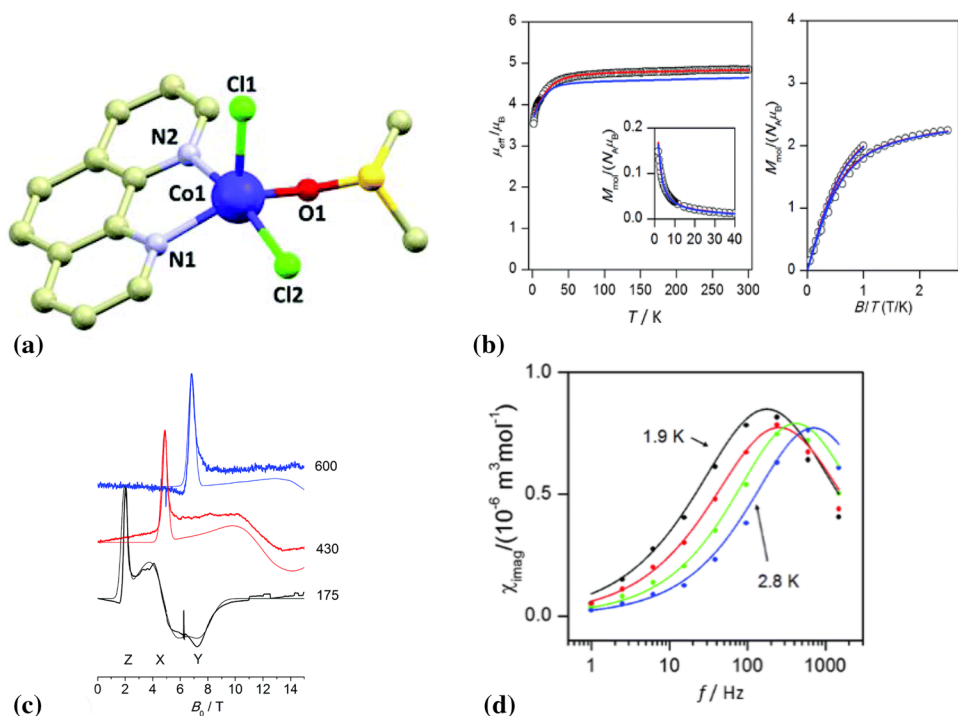 Cl1
N2
Co1
O1
N1
Cl2
(a)
μeff/μB
6
5
4
3
2
1
0
0 50 100 150 200 250 300
T / K
Mmol/(NAμB)
0.2
0.1
0.0
0 10 20 30 40
Mmol/(NAμB)
4
3
2
1
0
0 1 2
B/T (T/K)
(b)
600
430
175
Z X Y
0 2 4 6 8 10 12 14
B0 / T
(c)
χimag/(10⁻⁶ m³mol⁻¹)
1.0
0.5
0.0
1.9 K
2.8 K
1 10 100 1000
f / Hz
(d)